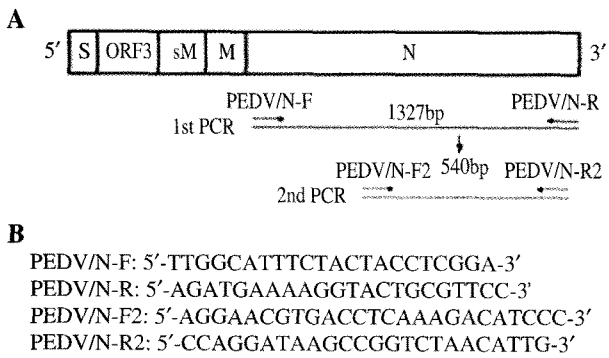 A
5′ S ORF3 sM M N 3′
PEDV/N-F 1327bp PEDV/N-R
1st PCR
PEDV/N-F2 540bp PEDV/N-R2
2nd PCR
B
PEDV/N-F: 5′-TTGGCATTTCTACTACCTCGGA-3′
PEDV/N-R: 5′-AGATGAAAAGGTACTGCGTTCC-3′
PEDV/N-F2: 5′-AGGAACGTGACCTCAAAGACATCCC-3′
PEDV/N-R2: 5′-CCAGGATAAGCCGGTCTAACATTG-3′